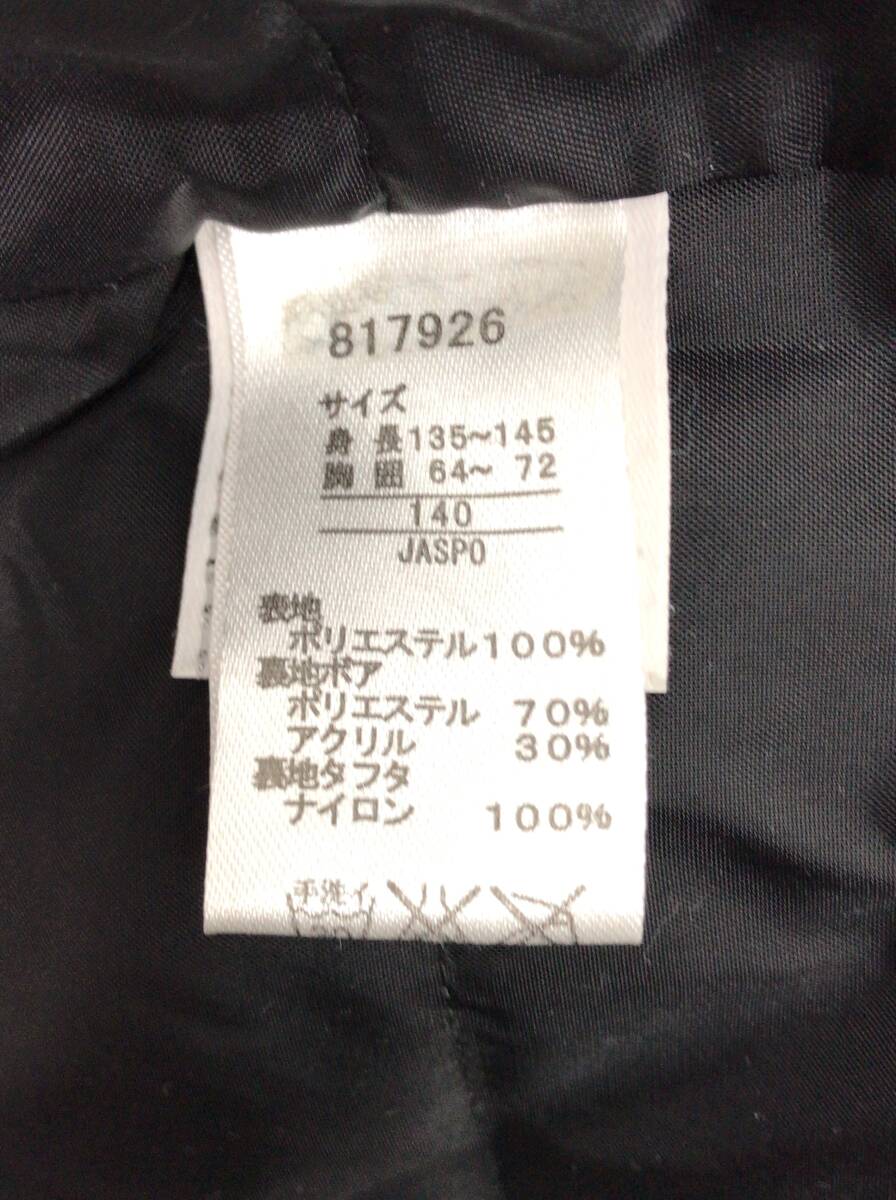 817926
サイズ
身長135~145
胸囲 64~ 72
140
JASPO
表地
ポリエステル100%
裏地ボア
ポリエステル 70%
アクリル 30%
裏地タフタ
ナイロン 100%
手洗イ